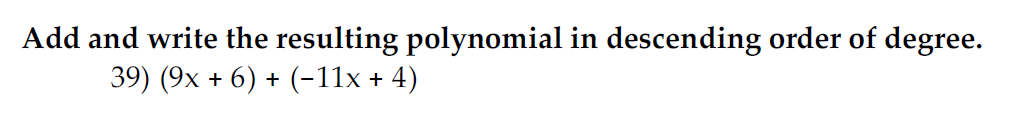 Add and write the resulting polynomial in descending order of degree.
39) (9x + 6) + (−11x + 4)